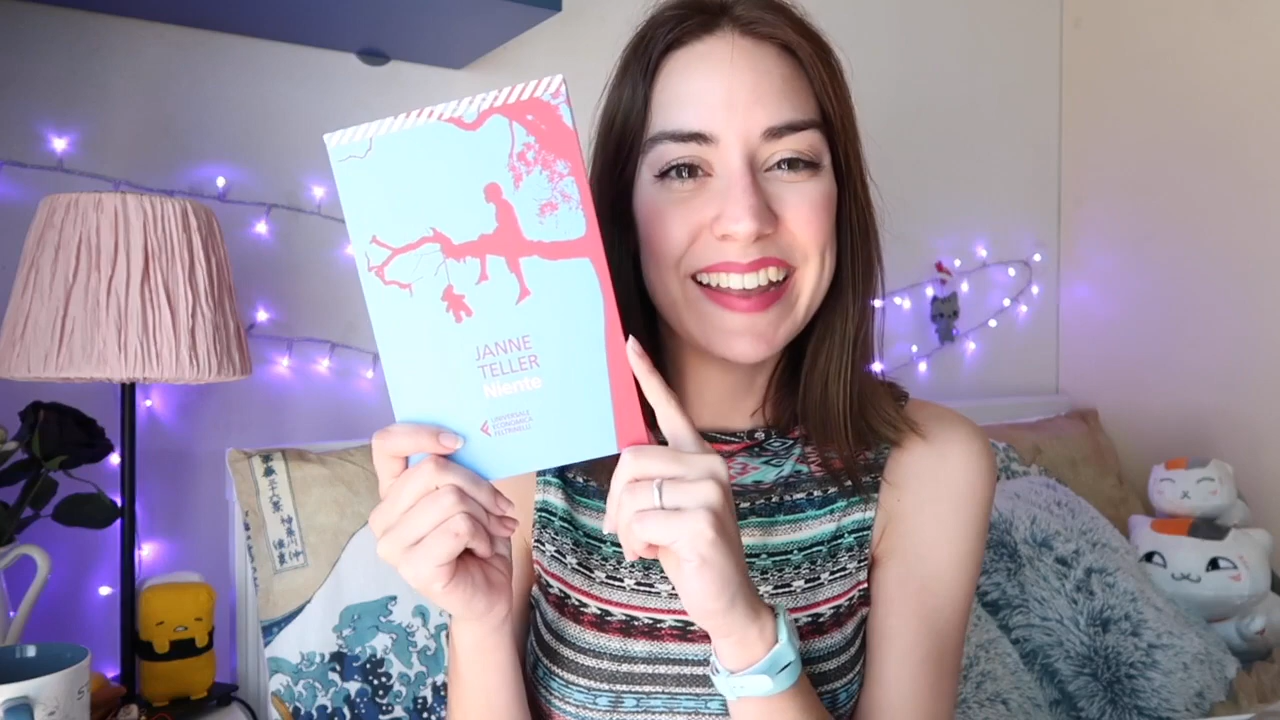 JANNE
TELLER
Niente
UNIVERSALE
ECONOMICA
FELTRINELLI